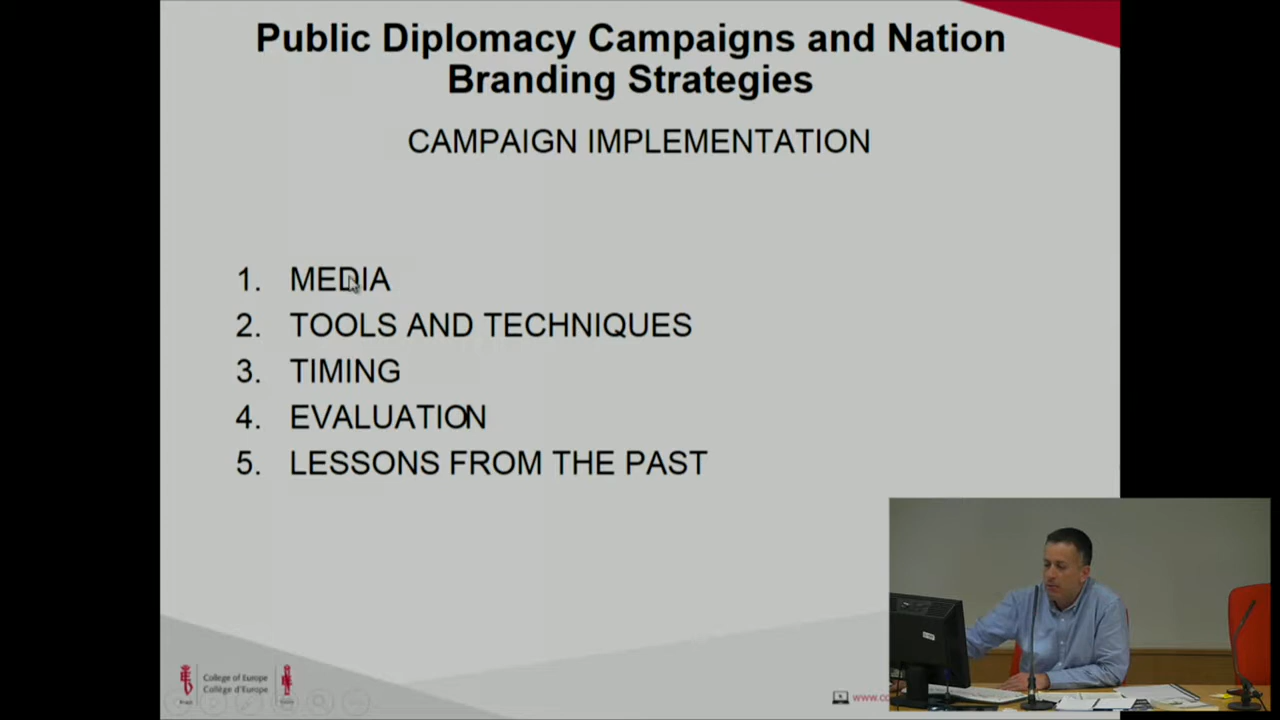 Public Diplomacy Campaigns and Nation
Branding Strategies
CAMPAIGN IMPLEMENTATION
1. MEDIA
2. TOOLS AND TECHNIQUES
3. TIMING
4. EVALUATION
5. LESSONS FROM THE PAST
College of Europe
Collège d'Europe